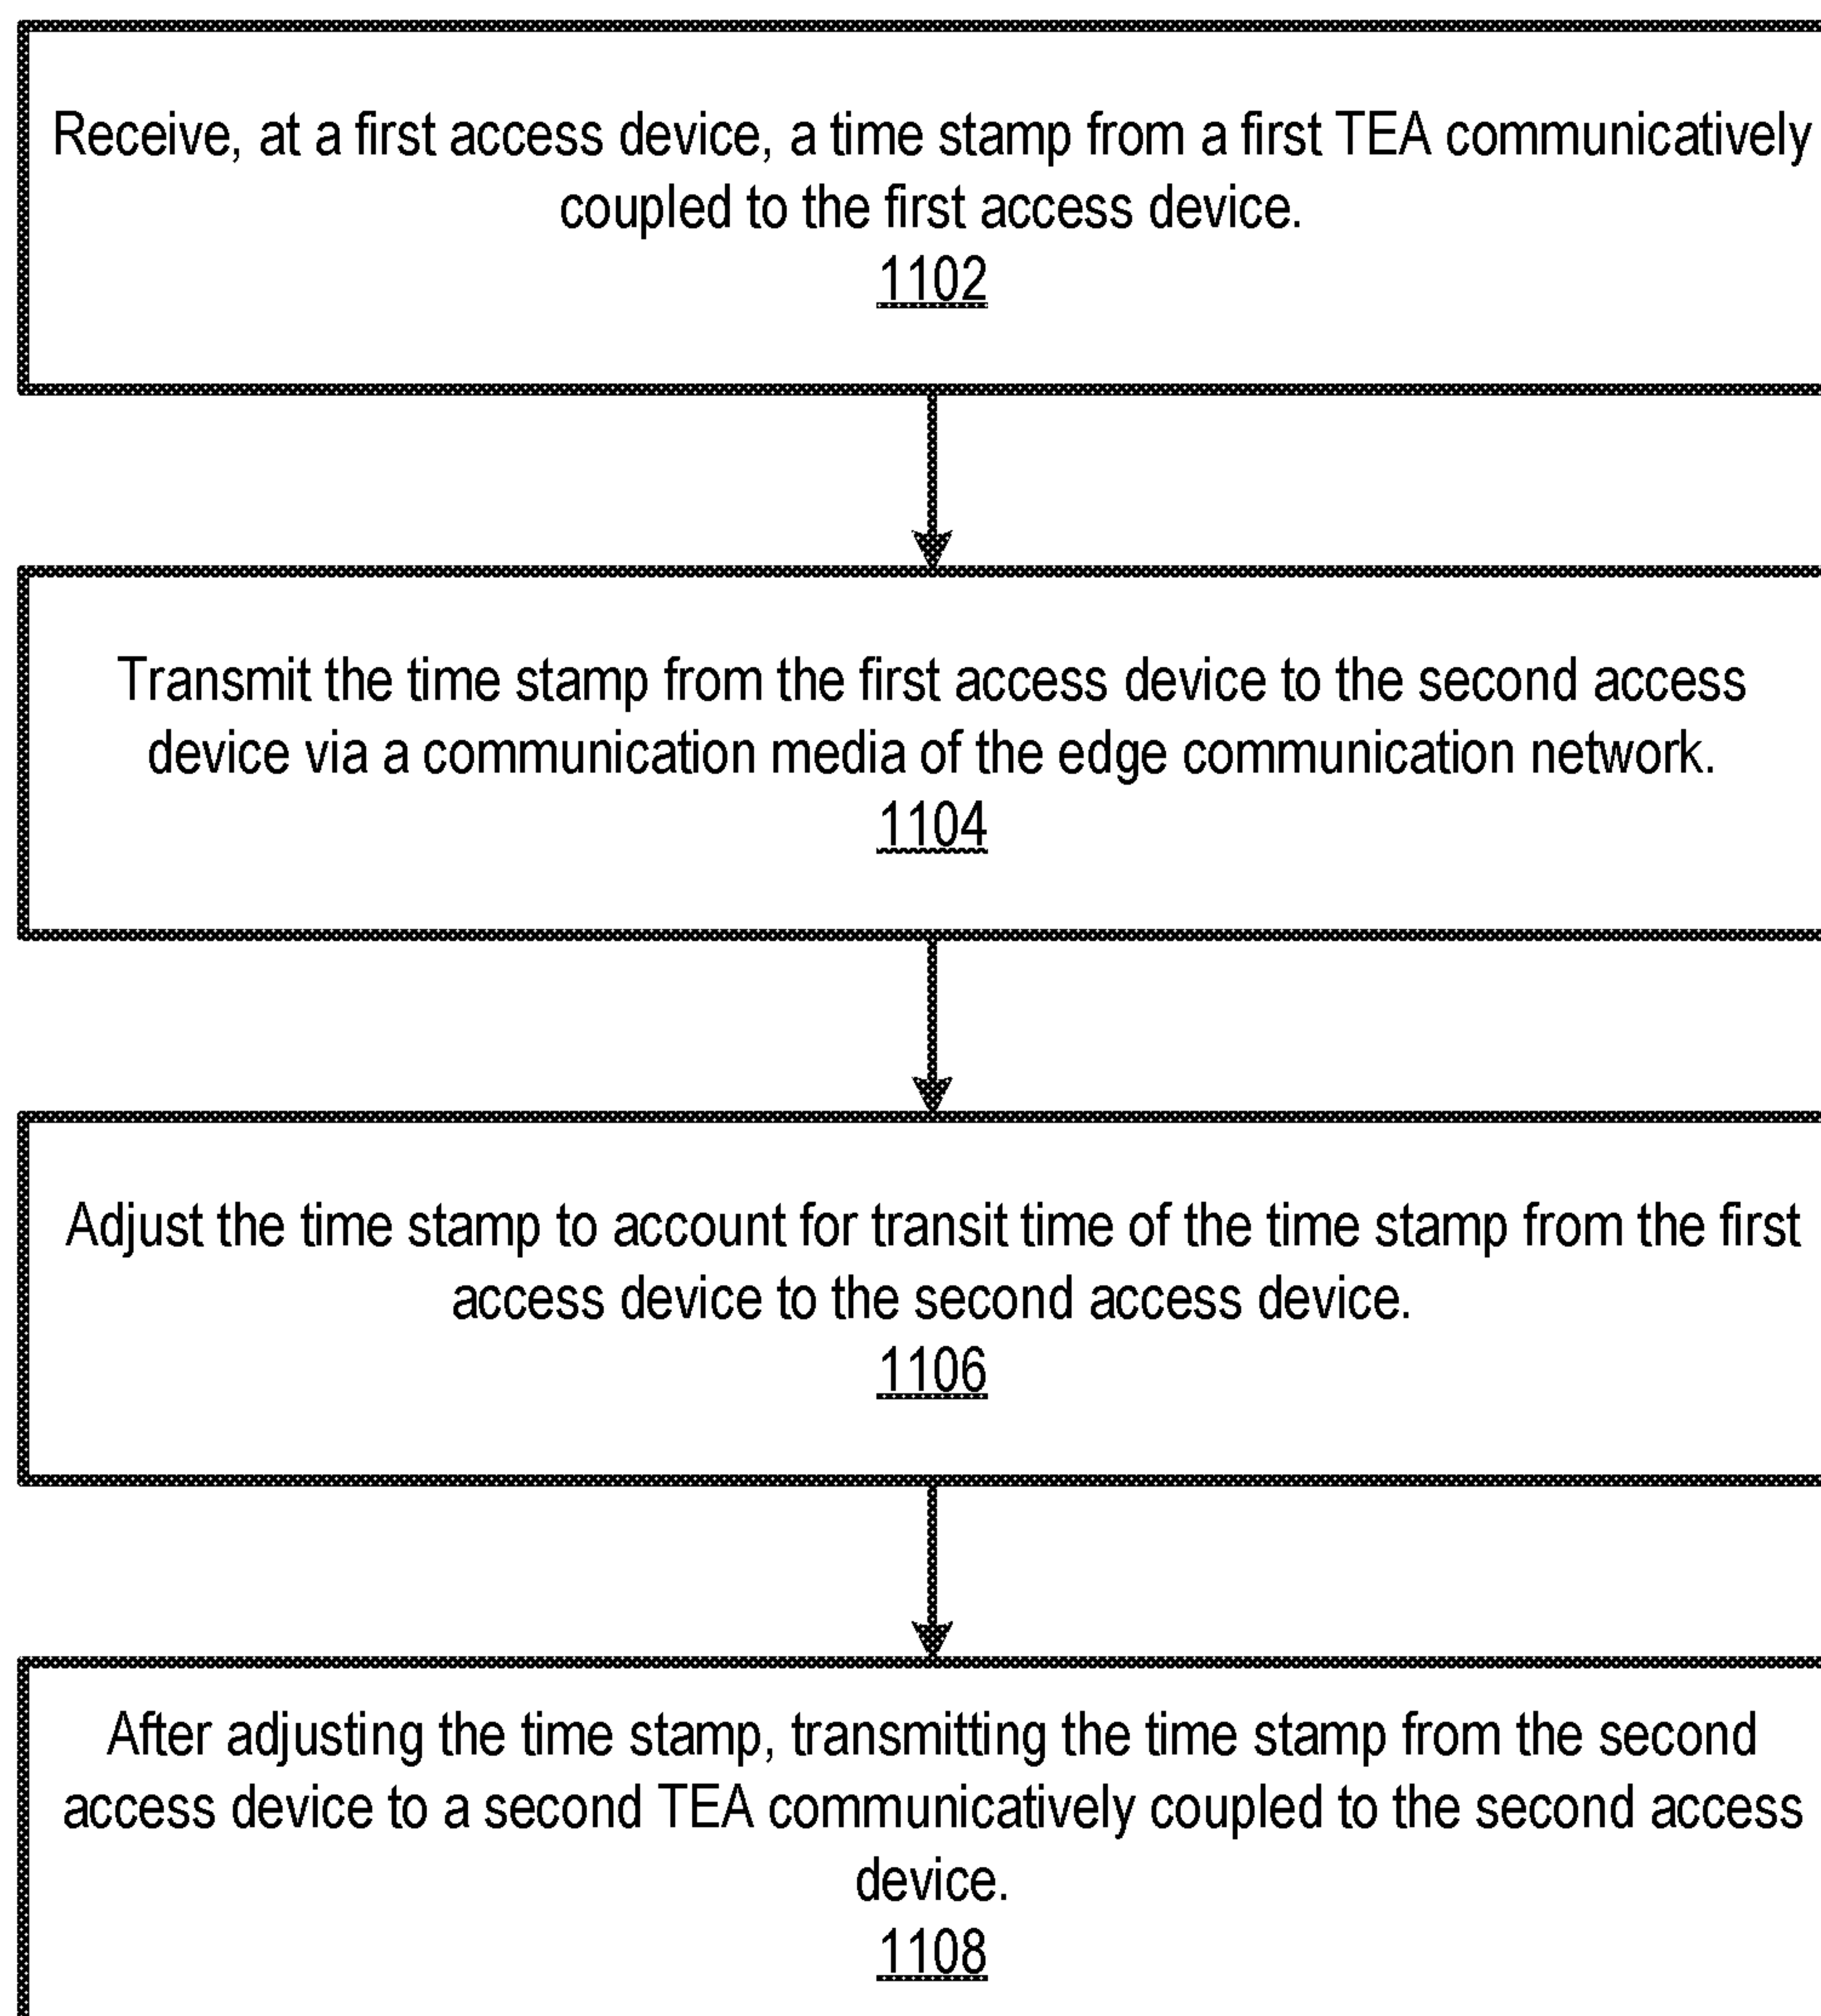 Receive, at a first access device, a time stamp from a first TEA communicatively
coupled to the first access device.
1102
Transmit the time stamp from the first access device to the second access
device via a communication media of the edge communication network.
1104
Adjust the time stamp to account for transit time of the time stamp from the first
access device to the second access device.
1106
After adjusting the time stamp, transmitting the time stamp from the second
access device to a second TEA communicatively coupled to the second access
device.
1108